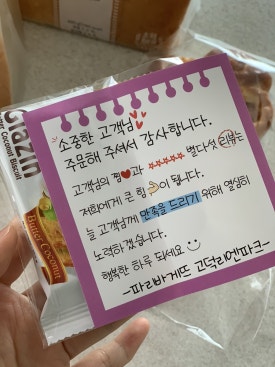 소중한 고객님
주문해 주셔서 감사합니다.
고객님의 찜♥과 ★★★★★ 별다섯 리뷰는
저희에게 큰 힘💪이 됩니다.
늘 고객님께 만족을 드리기 위해 열심히
노력하겠습니다.
행복한 하루 되세요
-파리바게뜨 고덕리엔파크-
Coconut Biscuit
Butter Coconut